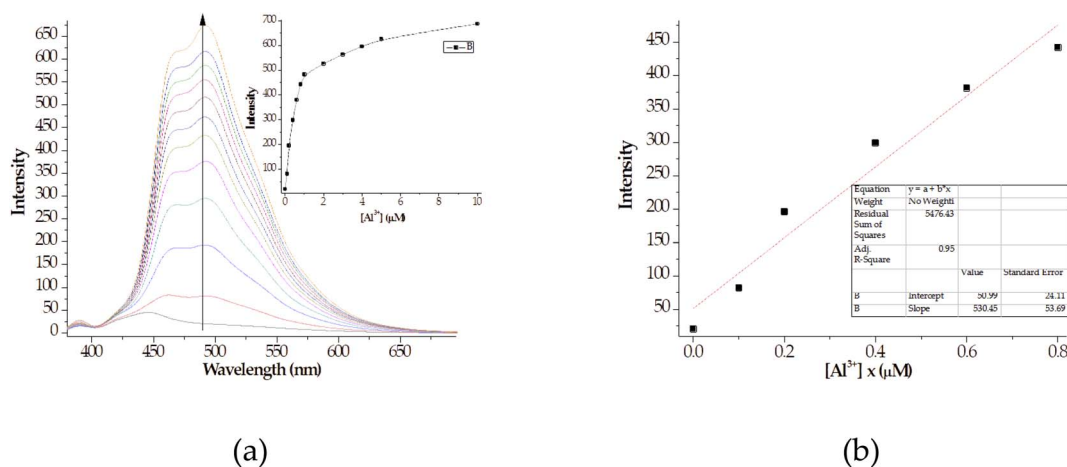 650
600
550
500
450
400
350
300
250
200
150
100
50
0
Intensity
400
450
500
550
600
650
Wavelength (nm)
700
600
500
400
300
200
100
Intensity
B
0
2
4
6
8
10
[Al³⁺] (μM)
(a)
450
400
350
300
250
200
150
100
50
Intensity
Equation y = a + b*x
Weight No Weighti
Residual 5476.43
Sum of
Squares
Adj. 0.95
R-Square
Value Standard Error
B Intercept 50.99 24.11
B Slope 530.45 53.69
0.0
0.2
0.4
0.6
0.8
[Al³⁺] x (μM)
(b)